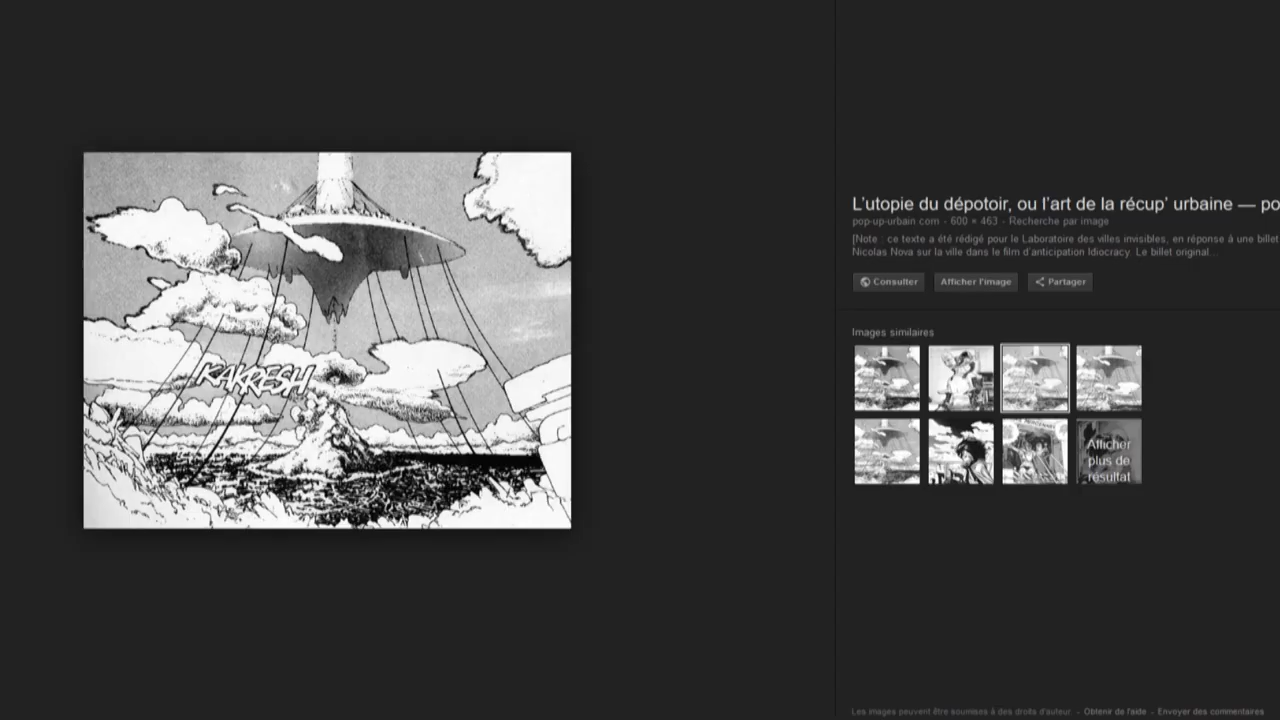 KAKRESH
L'utopie du dépotoir, ou l'art de la récup' urbaine — po
pop-up-urbain.com - 600 × 463 - Recherche par image
[Note : ce texte a été rédigé pour le Laboratoire des villes invisibles, en réponse à une billet
Nicolas Nova sur la ville dans le film d'anticipation Idiocracy. Le billet original...
Consulter
Afficher l'image
Partager
Images similaires
Afficher
plus de
résultat
Les images peuvent être soumises à des droits d'auteur. - Obtenir de l'aide - Envoyer des commentaires